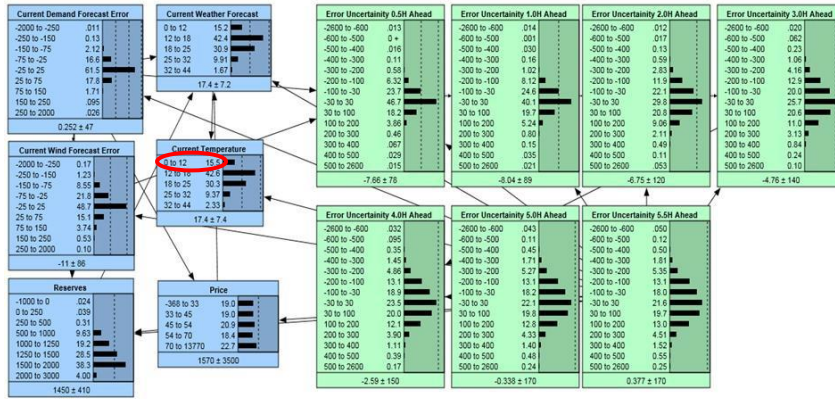 Current Demand Forecast Error
-2000 to -250 .011
-250 to -150 0.13
-150 to -75 2.12
-75 to -25 16.6
-25 to 25 61.5
25 to 75 17.8
75 to 150 1.71
150 to 250 .095
250 to 2000 .026
0.252 ± 47
Current Wind Forecast Error
-2000 to -250 0.17
-250 to -150 1.23
-150 to -75 8.55
-75 to -25 21.8
-25 to 25 48.7
25 to 75 15.1
75 to 150 3.74
150 to 250 0.53
250 to 2000 0.10
-11 ± 86
Reserves
-1000 to 0 .024
0 to 250 .039
250 to 500 0.31
500 to 1000 9.63
1000 to 1250 19.2
1250 to 1500 28.5
1500 to 2000 38.3
2000 to 3000 4.00
1450 ± 410
Current Weather Forecast
0 to 12 15.2
12 to 18 42.4
18 to 25 30.9
25 to 32 9.91
32 to 44 1.67
17.4 ± 7.2
Current Temperature
0 to 12 15.5
12 to 18 42.6
18 to 25 30.3
25 to 32 9.37
32 to 44 2.33
17.4 ± 7.4
Price
-368 to 33 19.0
33 to 45 19.0
45 to 54 20.9
54 to 70 18.4
70 to 13770 22.7
1570 ± 3500
Error Uncertainity 0.5H Ahead
-2600 to -600 .013
-600 to -500 0 +
-500 to -400 .016
-400 to -300 0.11
-300 to -200 0.58
-200 to -100 6.32
-100 to -30 23.7
-30 to 30 46.7
30 to 100 18.2
100 to 200 3.86
200 to 300 0.46
300 to 400 .067
400 to 500 .029
500 to 2600 .015
-7.66 ± 78
Error Uncertainity 1.0H Ahead
-2600 to -600 .014
-600 to -500 .001
-500 to -400 .030
-400 to -300 0.16
-300 to -200 1.02
-200 to -100 8.12
-100 to -30 24.6
-30 to 30 40.1
30 to 100 19.7
100 to 200 5.24
200 to 300 0.80
300 to 400 0.15
400 to 500 .035
500 to 2600 .021
-8.04 ± 89
Error Uncertainity 2.0H Ahead
-2600 to -600 .012
-600 to -500 .017
-500 to -400 0.13
-400 to -300 0.59
-300 to -200 2.83
-200 to -100 11.9
-100 to -30 22.1
-30 to 30 29.8
30 to 100 20.6
100 to 200 9.06
200 to 300 2.11
300 to 400 0.49
400 to 500 0.11
500 to 2600 .053
-6.75 ± 120
Error Uncertainity 3.0H Ahead
-2600 to -600 .020
-600 to -500 .062
-500 to -400 0.23
-400 to -300 1.06
-300 to -200 4.16
-200 to -100 12.9
-100 to -30 20.0
-30 to 30 25.7
30 to 100 20.6
100 to 200 11.0
200 to 300 3.13
300 to 400 0.84
400 to 500 0.24
500 to 2600 0.10
-4.76 ± 140
Error Uncertainity 4.0H Ahead
-2600 to -600 .032
-600 to -500 .095
-500 to -400 0.35
-400 to -300 1.45
-300 to -200 4.86
-200 to -100 13.1
-100 to -30 18.9
-30 to 30 23.5
30 to 100 20.0
100 to 200 12.1
200 to 300 3.90
300 to 400 1.11
400 to 500 0.39
500 to 2600 0.17
-2.59 ± 150
Error Uncertainity 5.0H Ahead
-2600 to -600 .043
-600 to -500 0.11
-500 to -400 0.45
-400 to -300 1.71
-300 to -200 5.27
-200 to -100 13.1
-100 to -30 18.2
-30 to 30 22.1
30 to 100 19.8
100 to 200 12.8
200 to 300 4.33
300 to 400 1.40
400 to 500 0.48
500 to 2600 0.24
-0.338 ± 170
Error Uncertainity 5.5H Ahead
-2600 to -600 .050
-600 to -500 0.12
-500 to -400 0.50
-400 to -300 1.81
-300 to -200 5.35
-200 to -100 13.1
-100 to -30 18.0
-30 to 30 21.6
30 to 100 19.7
100 to 200 13.0
200 to 300 4.51
300 to 400 1.52
400 to 500 0.55
500 to 2600 0.25
0.377 ± 170